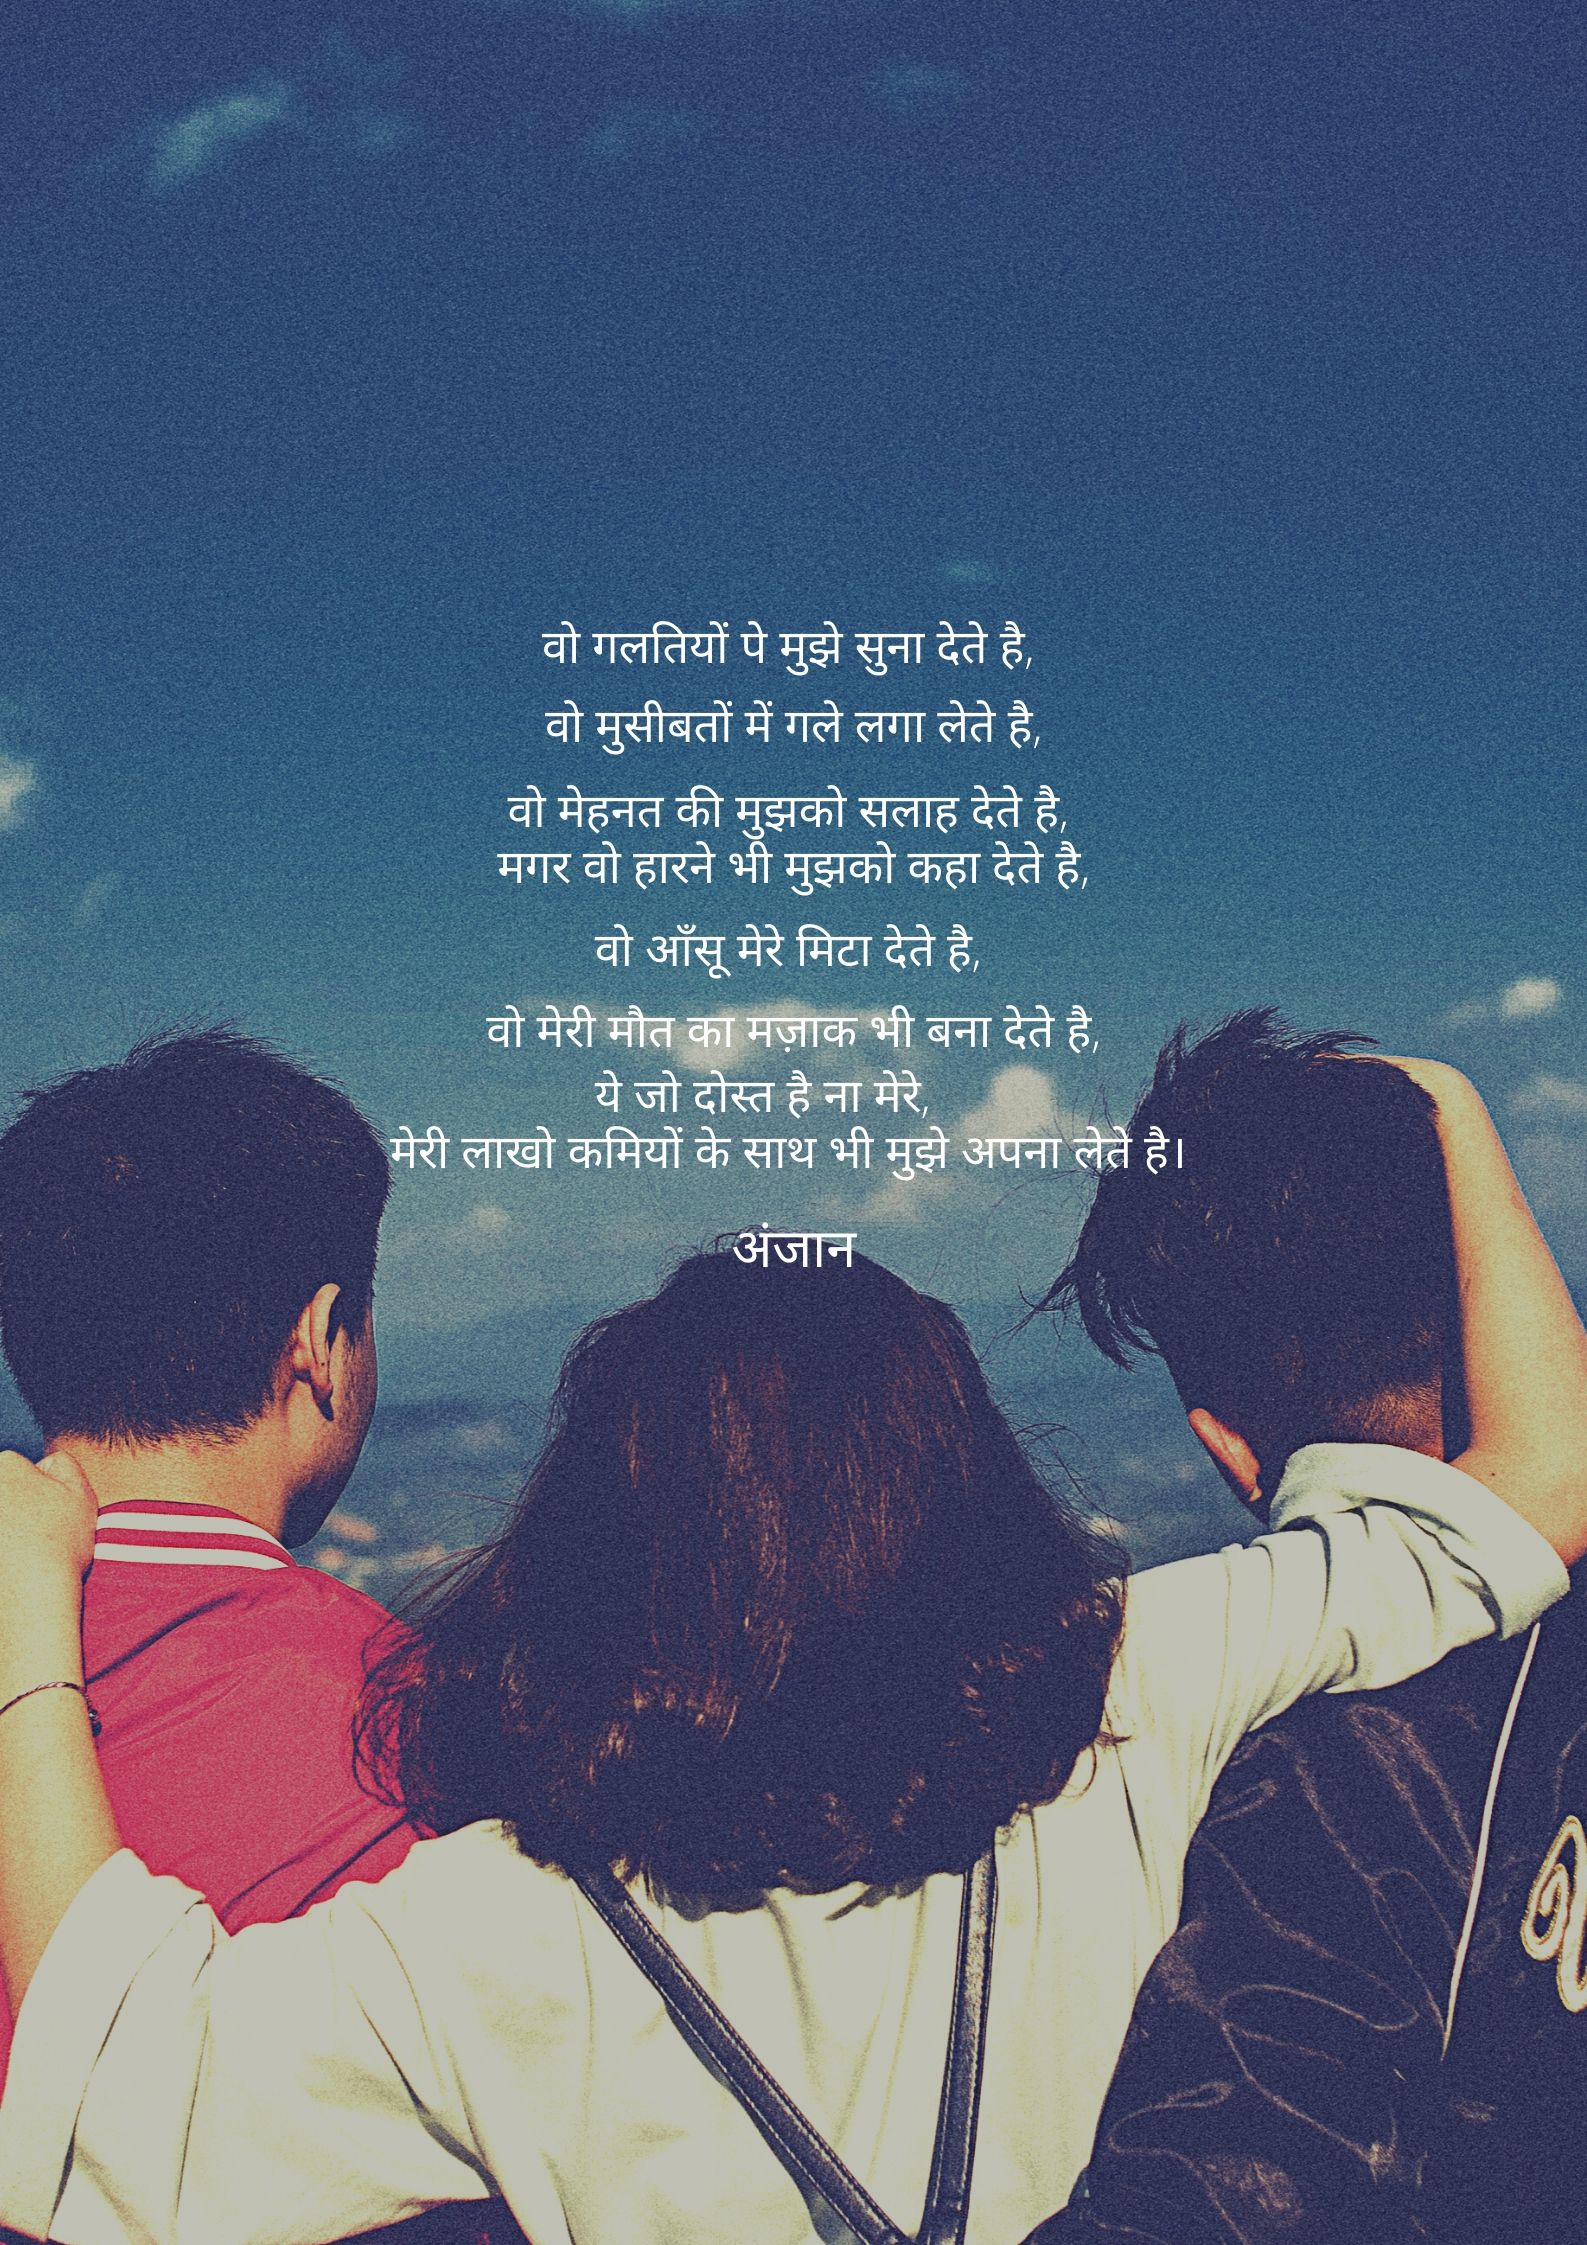 वो गलतियों पे मुझे सुना देते है,
वो मुसीबतों में गले लगा लेते है,
वो मेहनत की मुझको सलाह देते है,
मगर वो हारने भी मुझको कहा देते है,
वो आँसू मेरे मिटा देते है,
वो मेरी मौत का मज़ाक भी बना देते है,
ये जो दोस्त है ना मेरे,
मेरी लाखो कमियों के साथ भी मुझे अपना लेते है।
अंजान